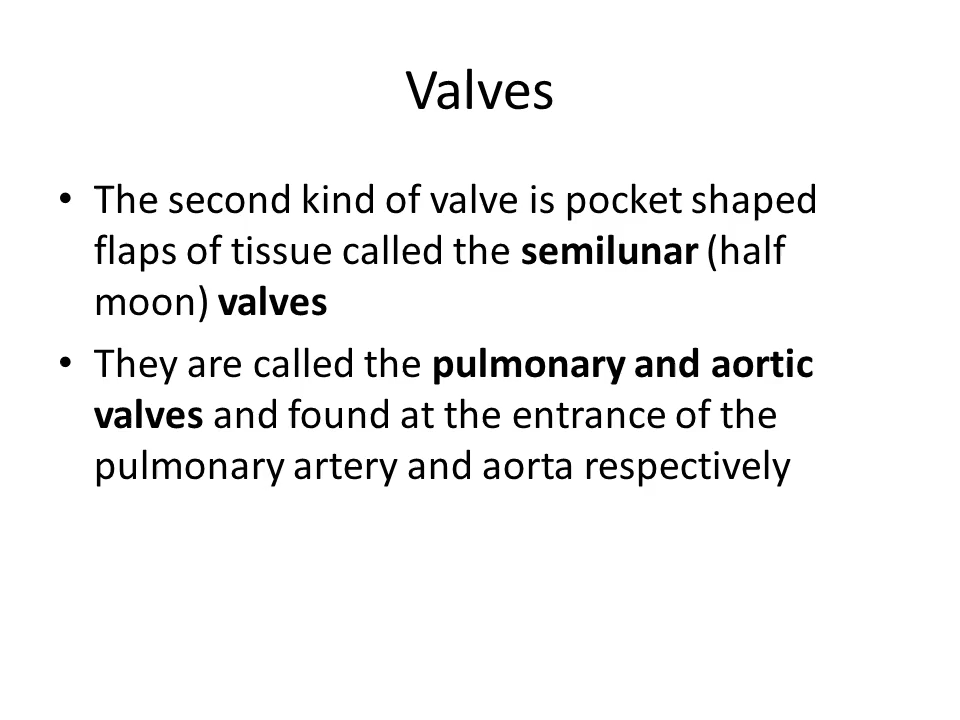 Valves
• The second kind of valve is pocket shaped
flaps of tissue called the semilunar (half
moon) valves
• They are called the pulmonary and aortic
valves and found at the entrance of the
pulmonary artery and aorta respectively